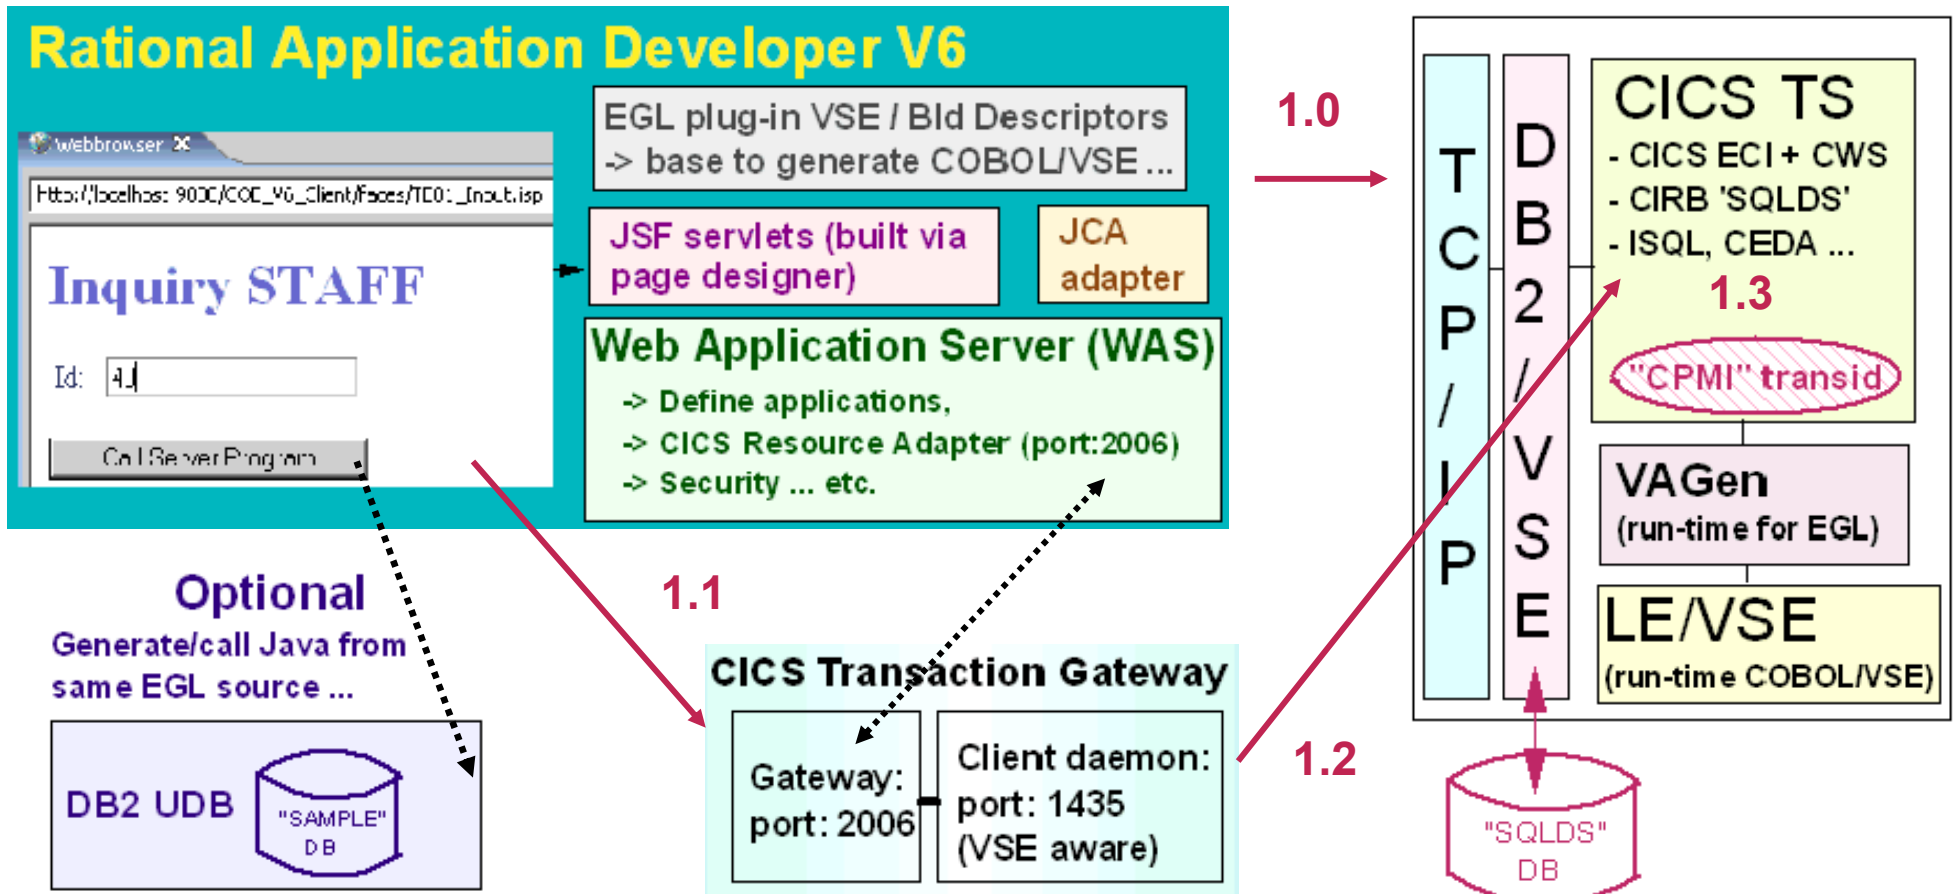 Rational Application Developer V6
EGL plug-in VSE / Bld Descriptors
-> base to generate COBOL/VSE ...
Webbrowser
JSF servlets (built via
page designer)
JCA
adapter
Inquiry STAFF
Id:
Call Server Program
Web Application Server (WAS)
-> Define applications,
-> CICS Resource Adapter (port:2006)
-> Security ... etc.
1.0
TCP/IP
DB2/VSE
CICS TS
- CICS ECI + CWS
- CIRB 'SQLDS'
- ISQL, CEDA ...
1.3
"CPMI" transid
VAGen
(run-time for EGL)
LE/VSE
(run-time COBOL/VSE)
Optional
Generate/call Java from
same EGL source ...
DB2 UDB
"SAMPLE"
DB
1.1
CICS Transaction Gateway
Gateway:
port: 2006
Client daemon:
port: 1435
(VSE aware)
1.2
"SQLDS"
DB